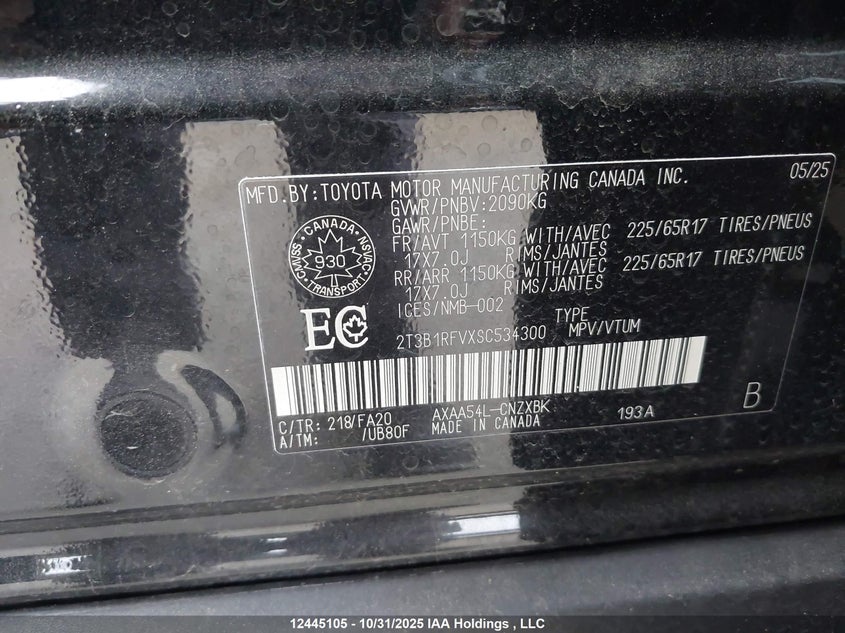 MFD.BY:TOYOTA MOTOR MANUFACTURING CANADA INC. 05/25
GVWR/PNBV:2090KG
GAWR/PNBE:
FR/AVT 1150KG WITH/AVEC 225/65R17 TIRES/PNEUS
17X7.0J RIMS/JANTES
RR/ARR 1150KG WITH/AVEC 225/65R17 TIRES/PNEUS
17X7.0J RIMS/JANTES
ICES/NMB-002
CANADA
CMVSS NSVAC
930
TRANSPORT
EC
TYPE
2T3B1RFVXSC534300 MPV/VTUM
C/TR: 218/FA20 AXAA54L-CNZXBK 193A B
A/TM: /UB80F MADE IN CANADA
12445105 - 10/31/2025 IAA Holdings , LLC